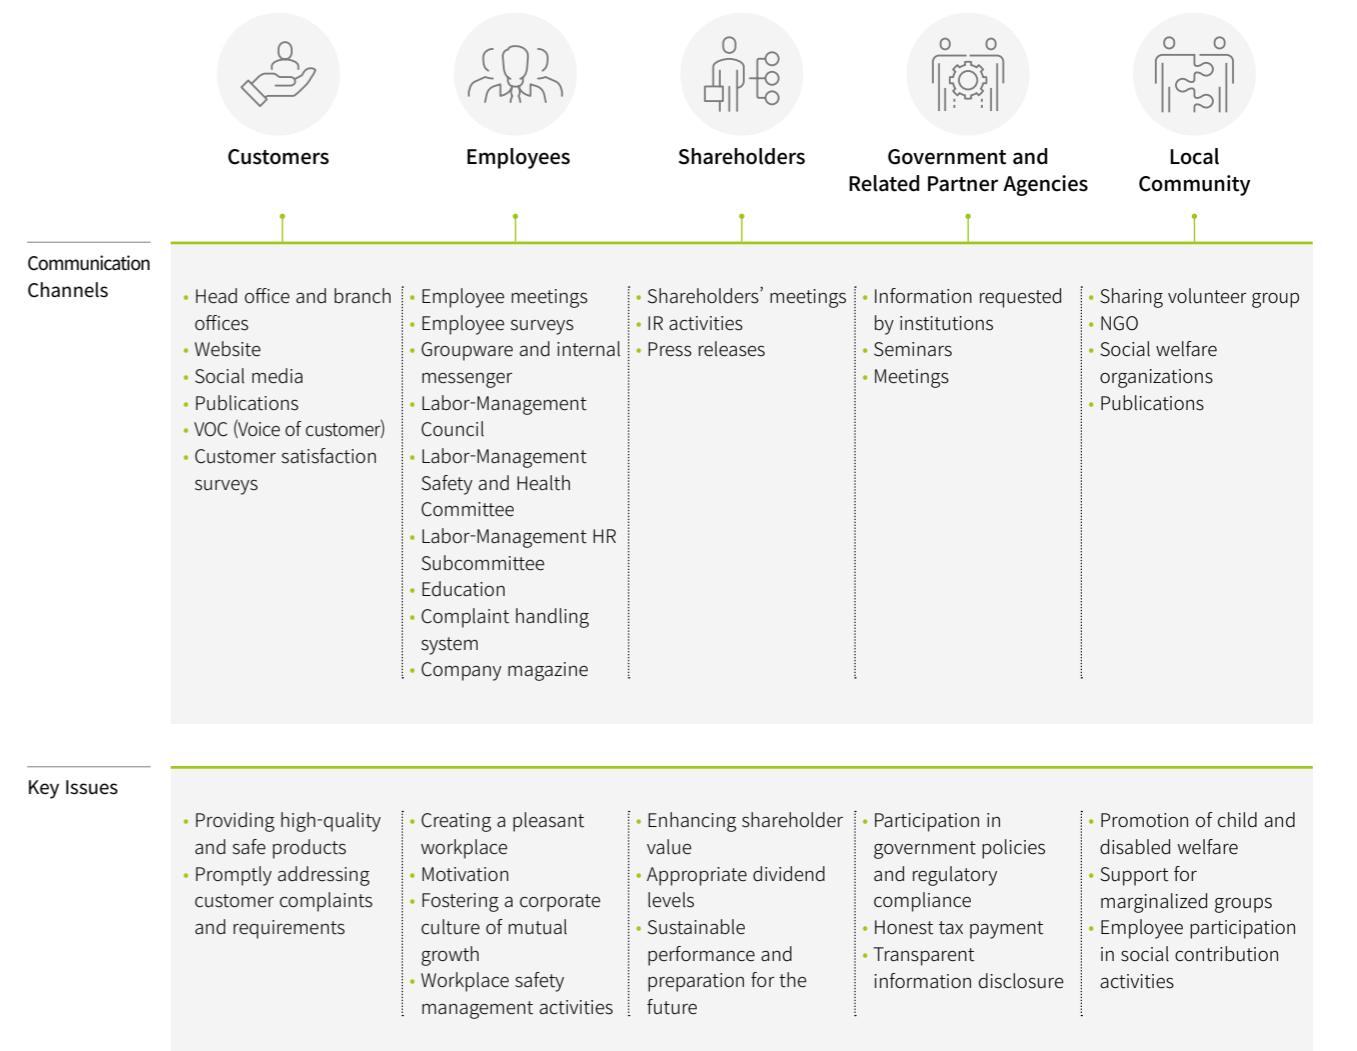 Customers
Employees
Shareholders
Government and
Related Partner Agencies
Local
Community
Communication
Channels
• Head office and branch
offices
• Website
• Social media
• Publications
• VOC (Voice of customer)
• Customer satisfaction
surveys
• Employee meetings
• Employee surveys
• Groupware and internal
messenger
• Labor-Management
Council
• Labor-Management
Safety and Health
Committee
• Labor-Management HR
Subcommittee
• Education
• Complaint handling
system
• Company magazine
• Shareholders’ meetings
• IR activities
• Press releases
• Information requested
by institutions
• Seminars
• Meetings
• Sharing volunteer group
• NGO
• Social welfare
organizations
• Publications
Key Issues
• Providing high-quality
and safe products
• Promptly addressing
customer complaints
and requirements
• Creating a pleasant
workplace
• Motivation
• Fostering a corporate
culture of mutual
growth
• Workplace safety
management activities
• Enhancing shareholder
value
• Appropriate dividend
levels
• Sustainable
performance and
preparation for the
future
• Participation in
government policies
and regulatory
compliance
• Honest tax payment
• Transparent
information disclosure
• Promotion of child and
disabled welfare
• Support for
marginalized groups
• Employee participation
in social contribution
activities